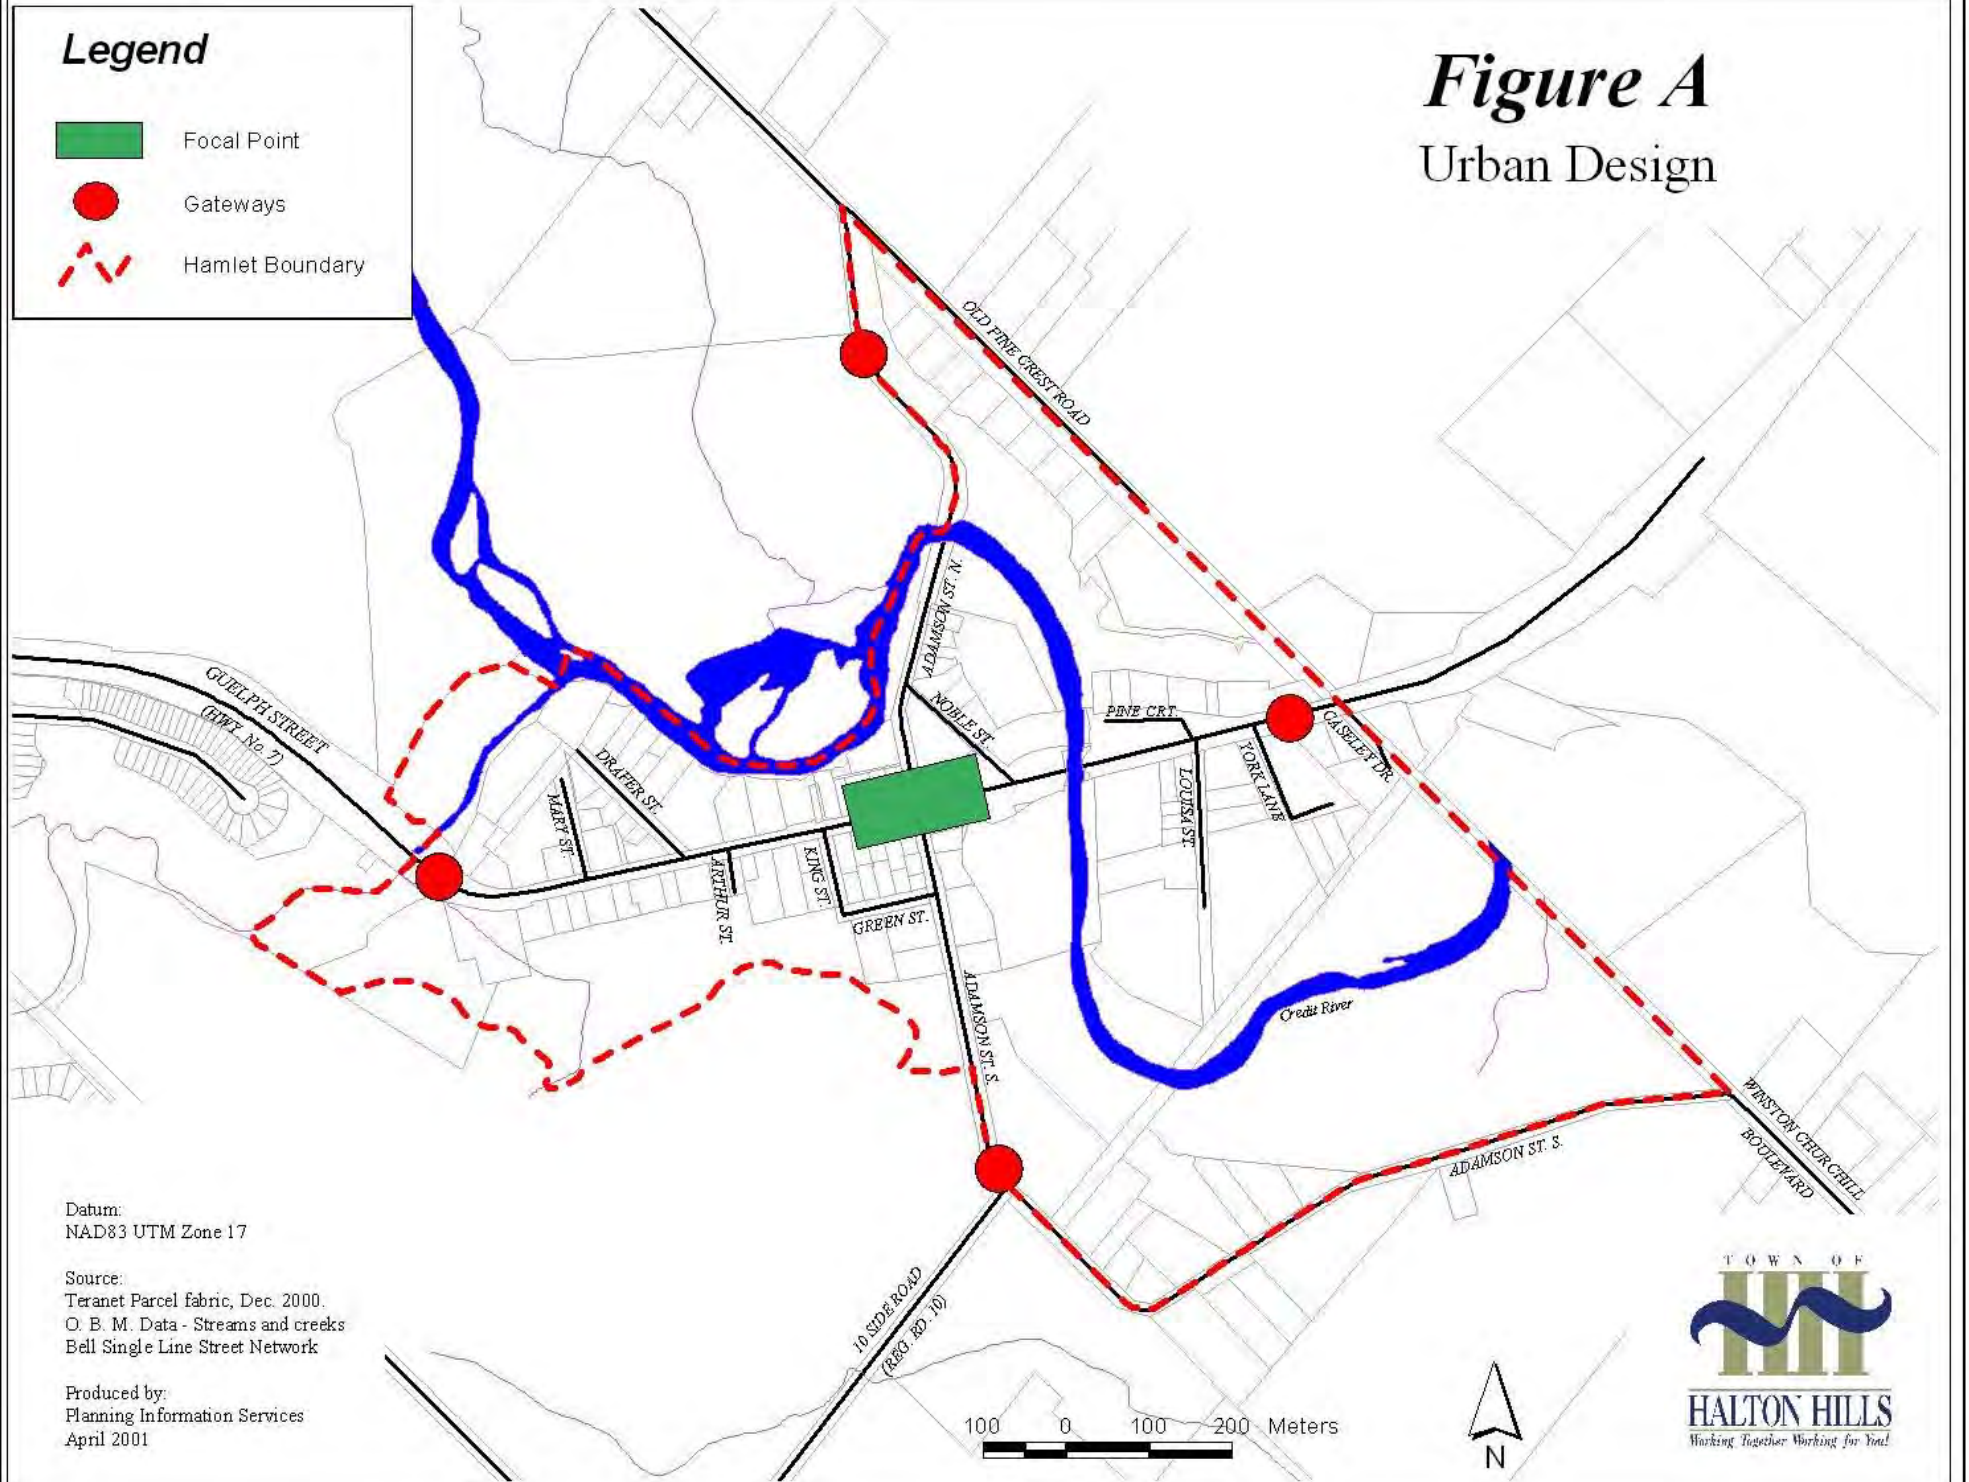 Legend
Focal Point
Gateways
Hamlet Boundary
Figure A
Urban Design
OLD PINE CREST ROAD
ADAMSON ST. N.
GUELPH STREET
(HWY No. 7)
NOBLE ST.
PINE CRT.
CASELEY DR.
DRAPER ST.
MARY ST.
LOUISA ST.
YORK LANE
ARTHUR ST.
KING ST.
GREEN ST.
ADAMSON ST. S.
Credit River
WINSTON CHURCHILL
BOULEVARD
ADAMSON ST. S.
10 SIDE ROAD
(REG. RD. 10)
Datum:
NAD83 UTM Zone 17
Source:
Teranet Parcel fabric, Dec. 2000.
O. B. M. Data - Streams and creeks
Bell Single Line Street Network
Produced by:
Planning Information Services
April 2001
100 0 100 200 Meters
N
TOWN OF
HALTON HILLS
Working Together Working for You!